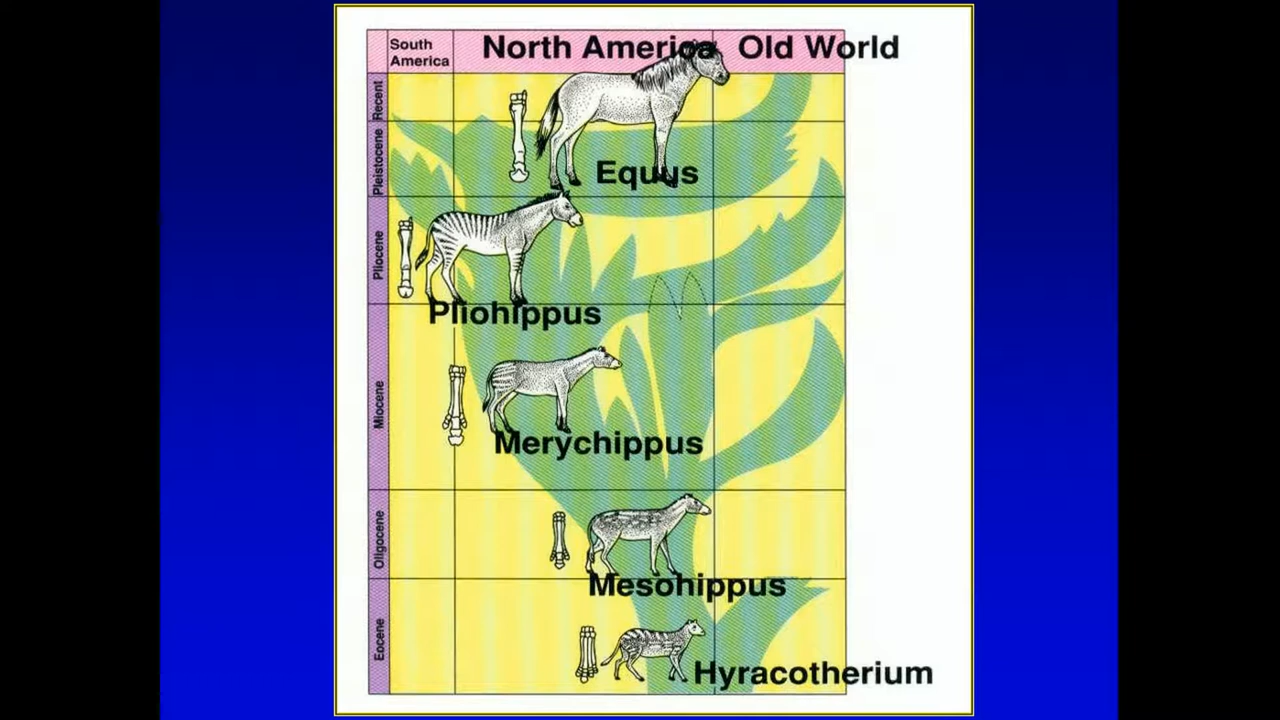 South
America
North America
Old World
Recent
Pleistocene
Equus
Pliocene
Pliohippus
Miocene
Merychippus
Oligocene
Mesohippus
Eocene
Hyracotherium